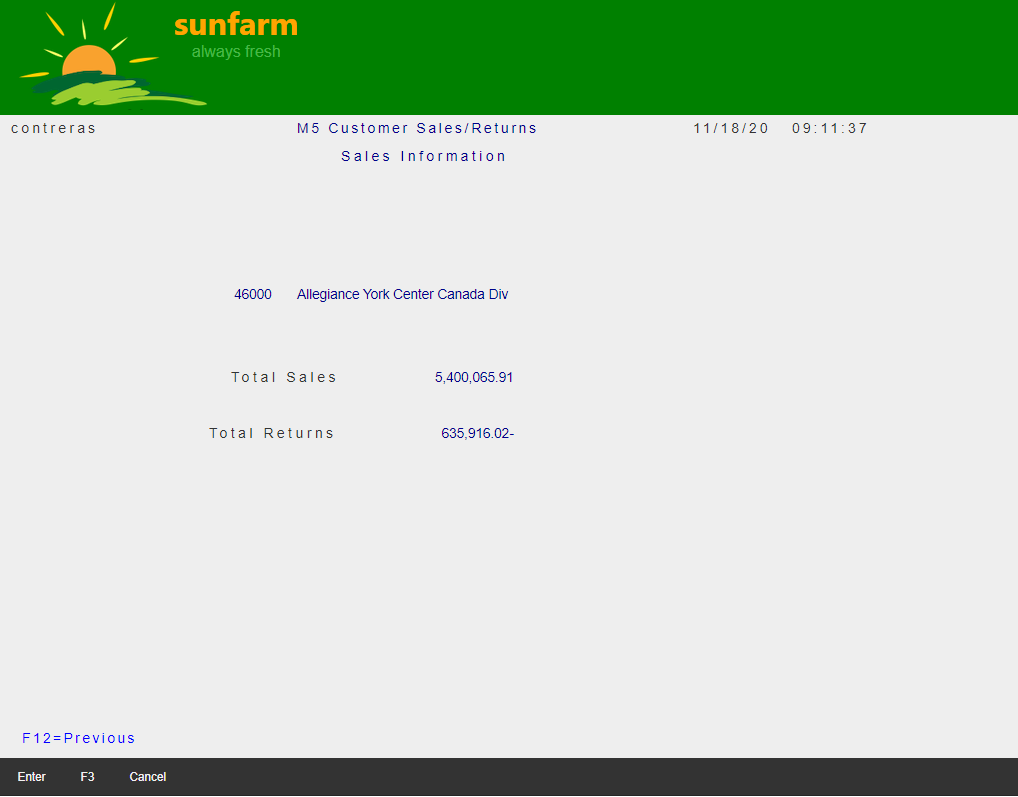 sunfarm
always fresh
contreras M5 Customer Sales/Returns 11/18/20 09:11:37
Sales Information
46000 Allegiance York Center Canada Div
Total Sales 5,400,065.91
Total Returns 635,916.02-
F12=Previous
Enter F3 Cancel